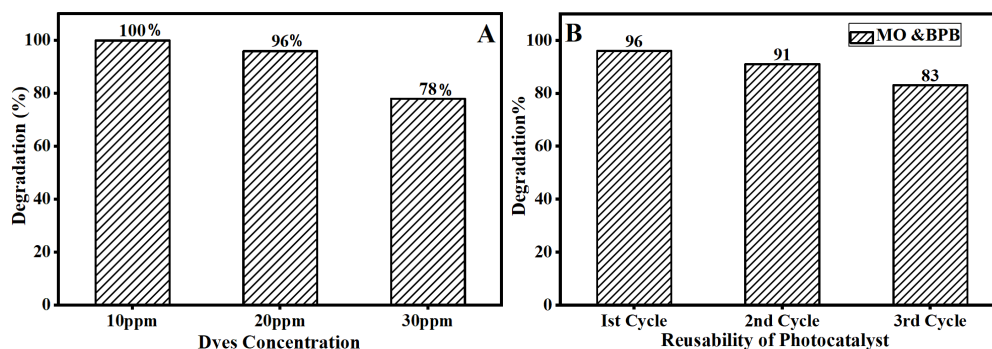 A
100%
96%
78%
Degradation (%)
100
80
60
40
20
0
10ppm 20ppm 30ppm
Dyes Concentration
B
MO &BPB
96
91
83
Degradation%
100
80
60
40
20
0
Ist Cycle 2nd Cycle 3rd Cycle
Reusability of Photocatalyst